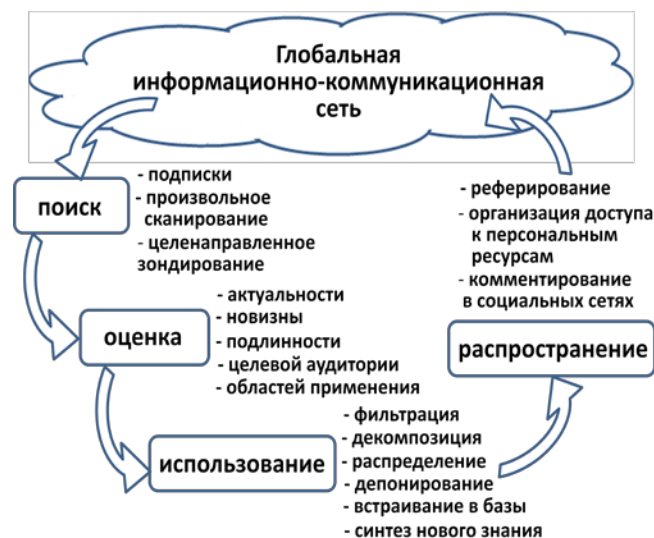 Глобальная
информационно-коммуникационная
сеть
поиск
- подписки
- произвольное
сканирование
- целенаправленное
зондирование
оценка
- актуальности
- новизны
- подлинности
- целевой аудитории
- областей применения
использование
- фильтрация
- декомпозиция
- распределение
- депонирование
- встраивание в базы
- синтез нового знания
распространение
- реферирование
- организация доступа
к персональным
ресурсам
- комментирование
в социальных сетях